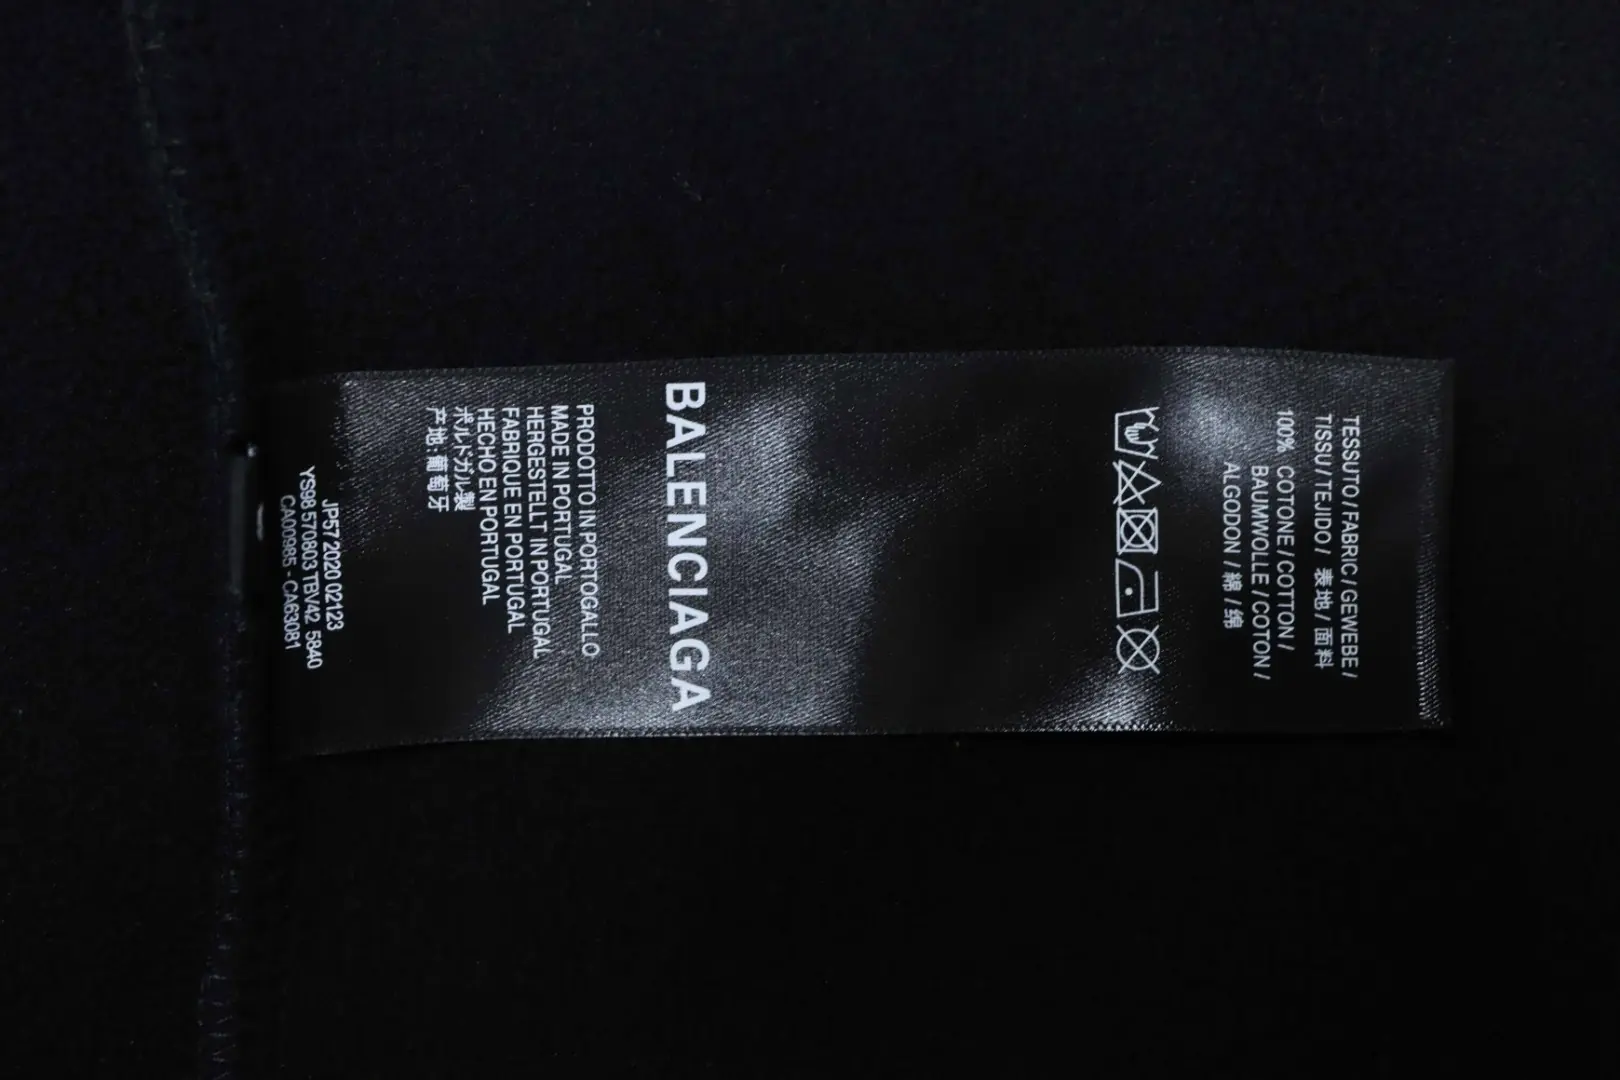 BALENCIAGA
PRODOTTO IN PORTOGALLO
MADE IN PORTUGAL
HERGESTELLT IN PORTUGAL
FABRIQUE EN PORTUGAL
HECHO EN PORTUGAL
ポルトガル製
产地:葡萄牙
JP57 2020 02123
YS98 570803 TBV42 5840
CA00985 - CA63081
TESSUTO / FABRIC / GEWEBE /
TISSU / TEJIDO / 表地 / 面料
100% COTONE / COTTON /
BAUMWOLLE / COTON /
ALGODON / 綿 / 绵